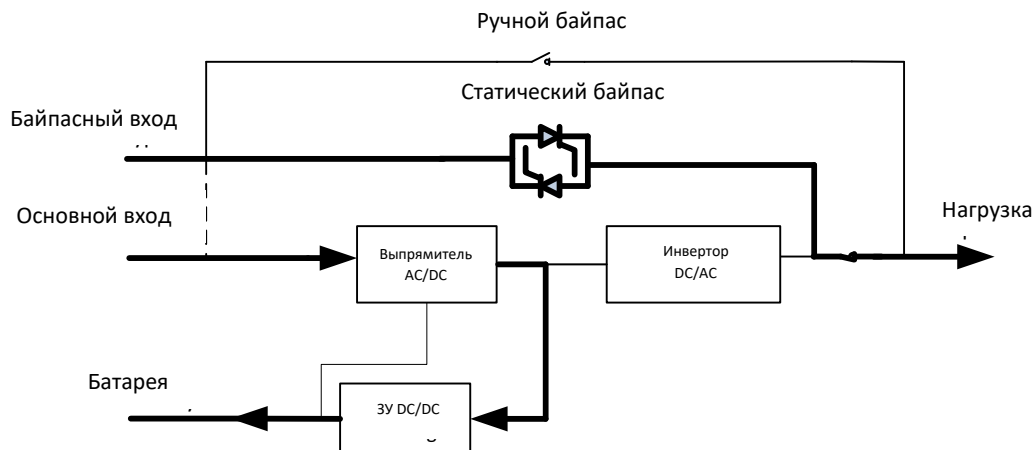 Ручной байпас
Статический байпас
Байпасный вход
Основной вход
Нагрузка
Выпрямитель
AC/DC
Инвертор
DC/AC
Батарея
ЗУ DC/DC